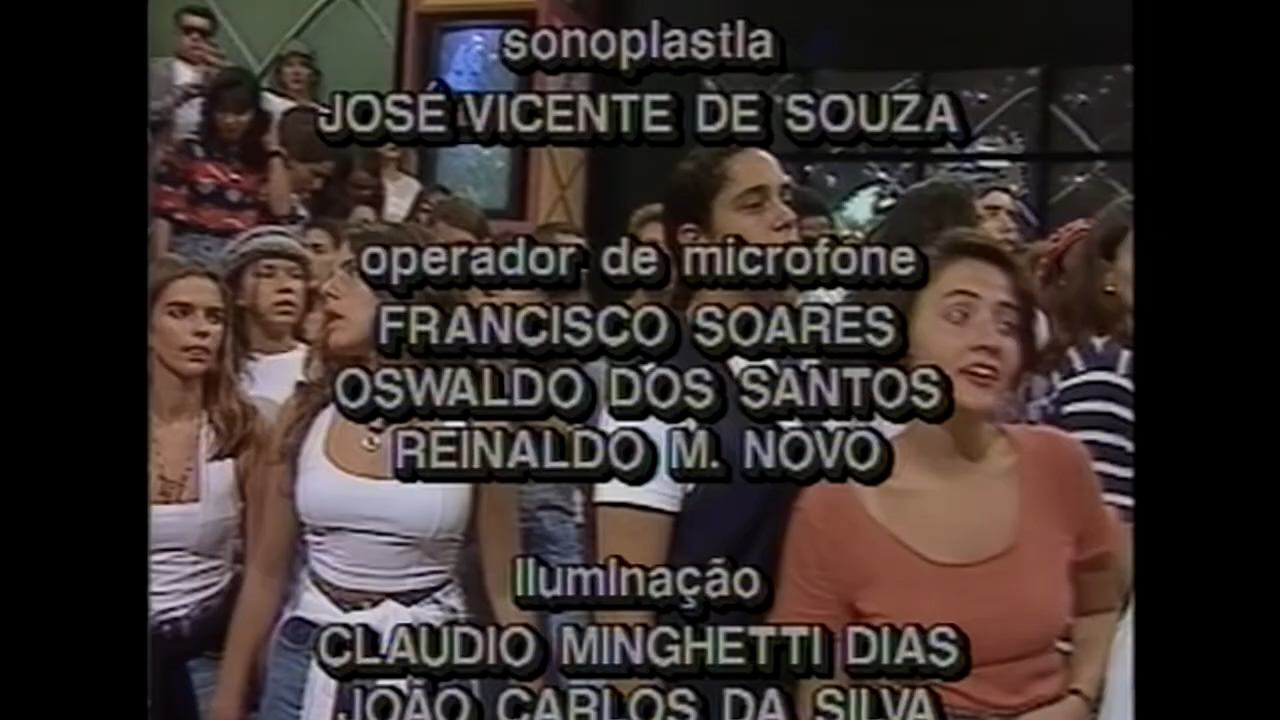 sonoplastia
JOSÉ VICENTE DE SOUZA
operador de microfone
FRANCISCO SOARES
OSWALDO DOS SANTOS
REINALDO M. NOVO
iluminação
CLAUDIO MINGHETTI DIAS
JOÃO CARLOS DA SILVA